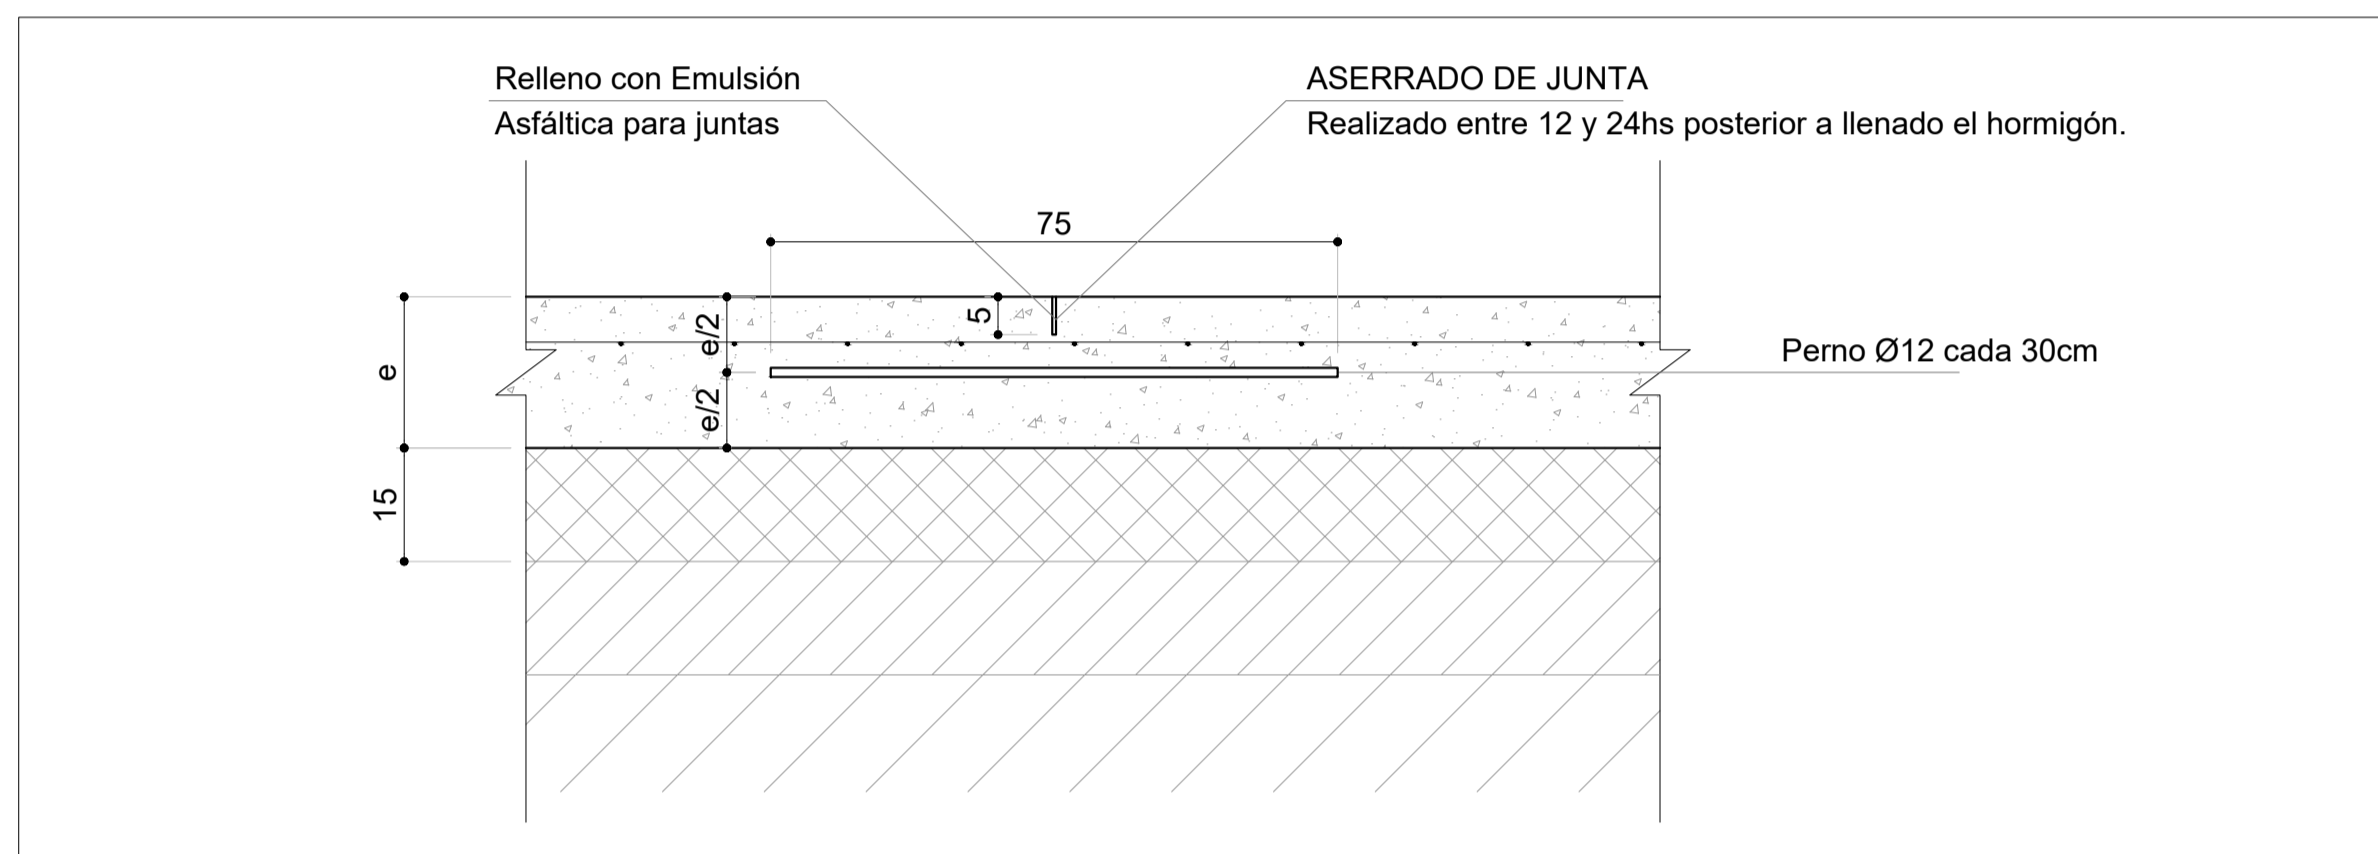 Relleno con Emulsión
Asfáltica para juntas
ASERRADO DE JUNTA
Realizado entre 12 y 24hs posterior a llenado el hormigón.
75
5
e/2
e/2
e
15
Perno Ø12 cada 30cm